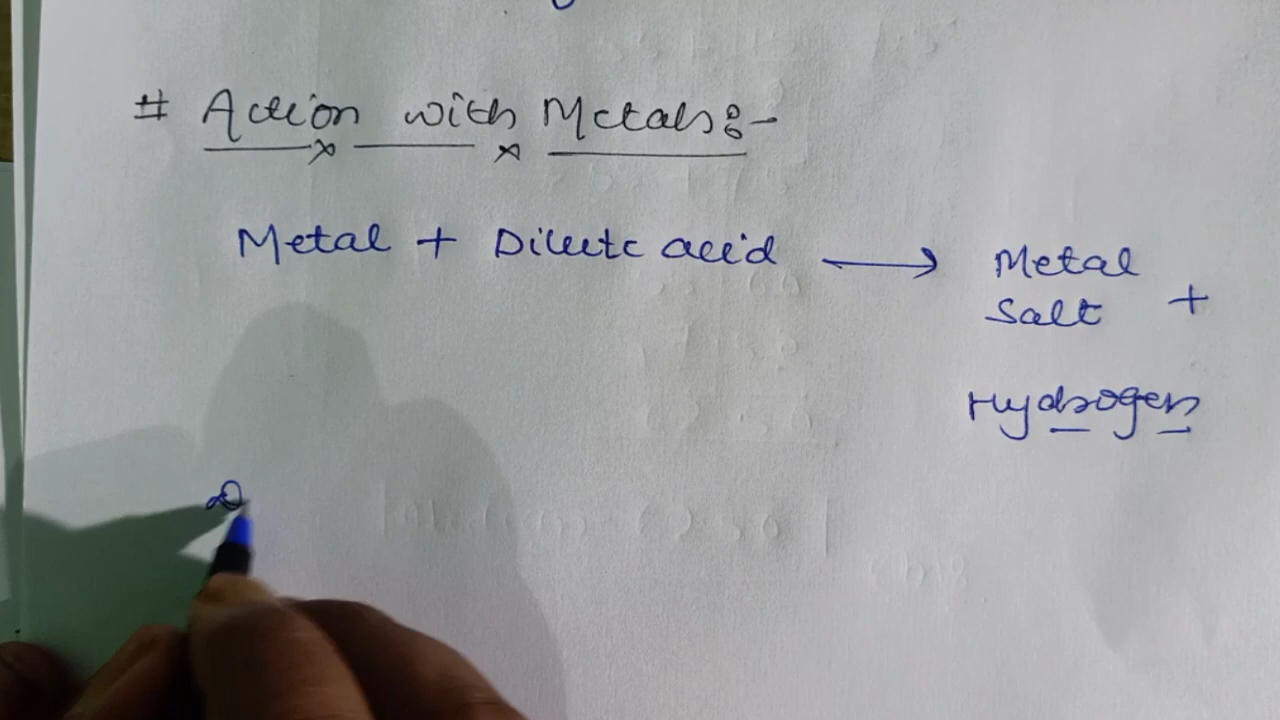 # Action with Metals:-
Metal + Dilute acid → Metal
Salt +
Hydrogen